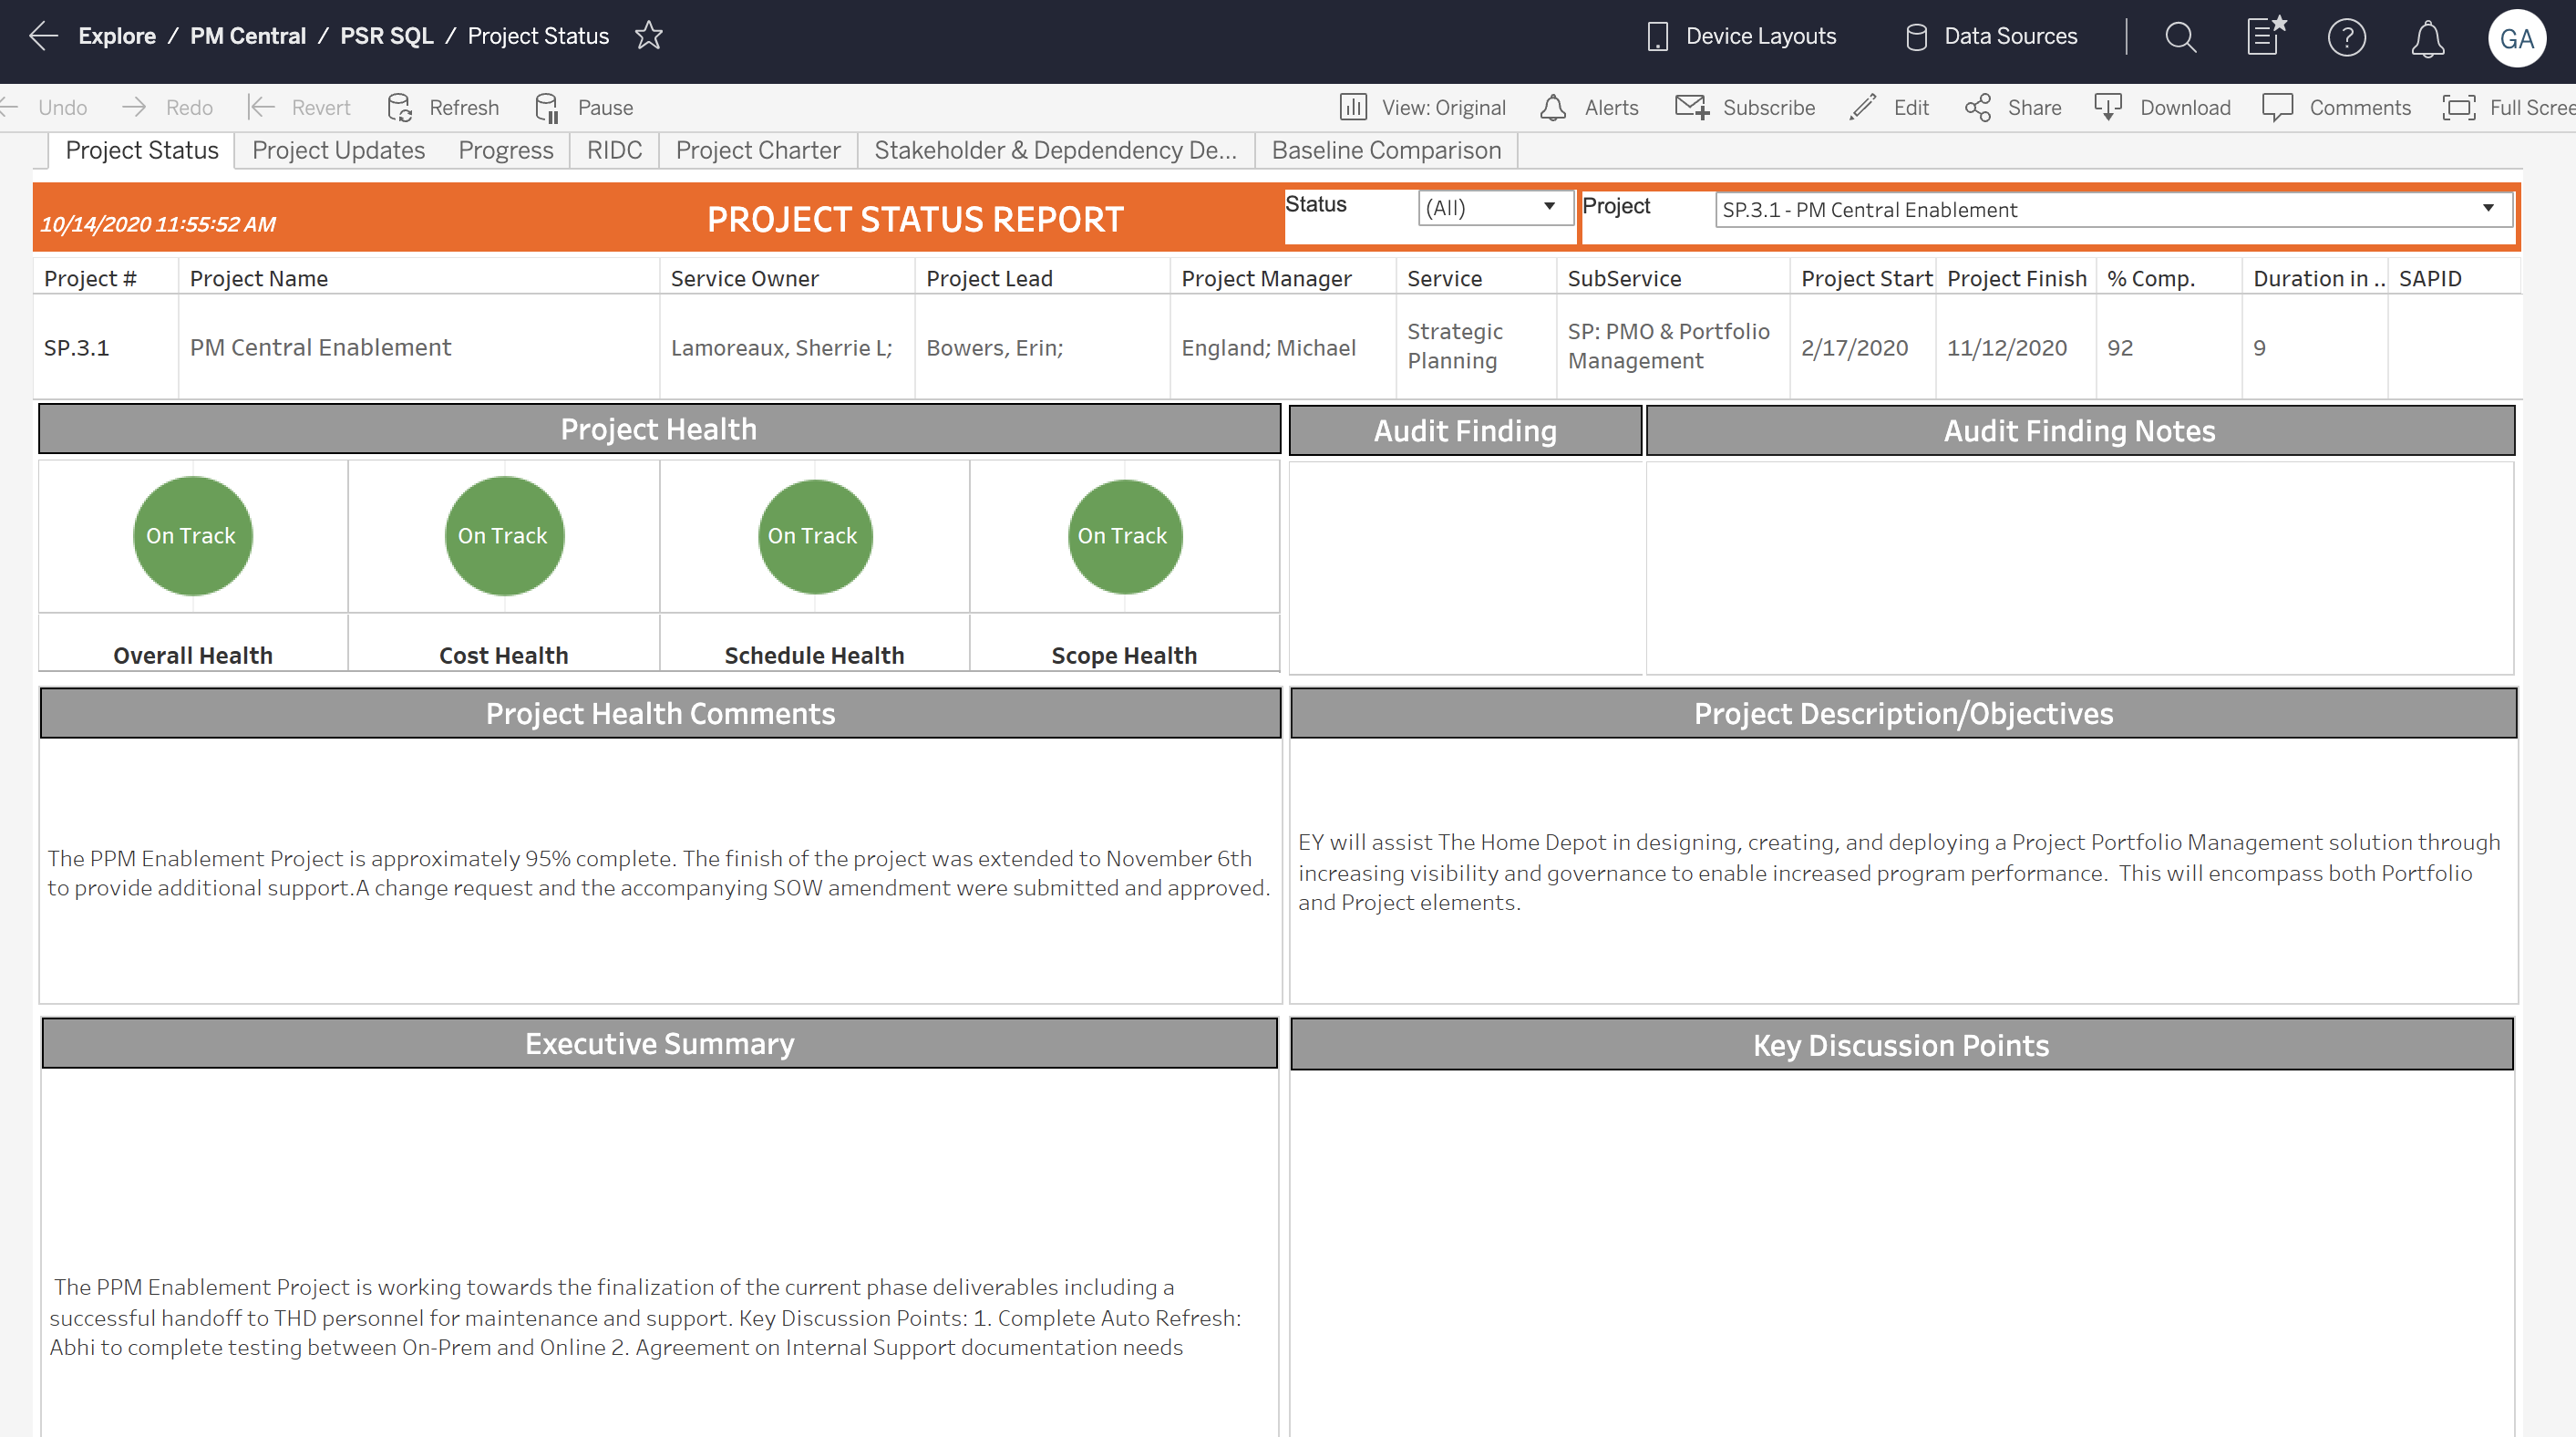 Explore / PM Central / PSR SQL / Project Status
Device Layouts
Data Sources
GA
Undo
Redo
Revert
Refresh
Pause
View: Original
Alerts
Subscribe
Edit
Share
Download
Comments
Full Scree
Project Status
Project Updates
Progress
RIDC
Project Charter
Stakeholder & Depdendency De...
Baseline Comparison
10/14/2020 11:55:52 AM
PROJECT STATUS REPORT
Status
(All)
Project
SP.3.1 - PM Central Enablement
Project #
Project Name
Service Owner
Project Lead
Project Manager
Service
SubService
Project Start
Project Finish
% Comp.
Duration in ..
SAPID
SP.3.1
PM Central Enablement
Lamoreaux, Sherrie L;
Bowers, Erin;
England; Michael
Strategic
Planning
SP: PMO & Portfolio
Management
2/17/2020
11/12/2020
92
9
Project Health
Audit Finding
Audit Finding Notes
On Track
On Track
On Track
On Track
Overall Health
Cost Health
Schedule Health
Scope Health
Project Health Comments
Project Description/Objectives
The PPM Enablement Project is approximately 95% complete. The finish of the project was extended to November 6th
to provide additional support.A change request and the accompanying SOW amendment were submitted and approved.
EY will assist The Home Depot in designing, creating, and deploying a Project Portfolio Management solution through
increasing visibility and governance to enable increased program performance.  This will encompass both Portfolio
and Project elements.
Executive Summary
Key Discussion Points
The PPM Enablement Project is working towards the finalization of the current phase deliverables including a
successful handoff to THD personnel for maintenance and support. Key Discussion Points: 1. Complete Auto Refresh:
Abhi to complete testing between On-Prem and Online 2. Agreement on Internal Support documentation needs